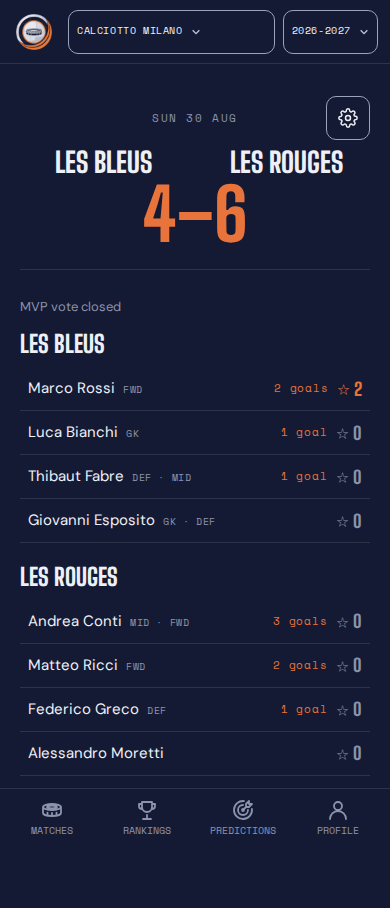 CALCIOTTO MILANO
2026-2027
SUN 30 AUG
LES BLEUS LES ROUGES
4–6
MVP vote closed
LES BLEUS
Marco Rossi FWD 2 goals ☆ 2
Luca Bianchi GK 1 goal ☆ 0
Thibaut Fabre DEF · MID 1 goal ☆ 0
Giovanni Esposito GK · DEF ☆ 0
LES ROUGES
Andrea Conti MID · FWD 3 goals ☆ 0
Matteo Ricci FWD 2 goals ☆ 0
Federico Greco DEF 1 goal ☆ 0
Alessandro Moretti ☆ 0
MATCHES RANKINGS PREDICTIONS PROFILE